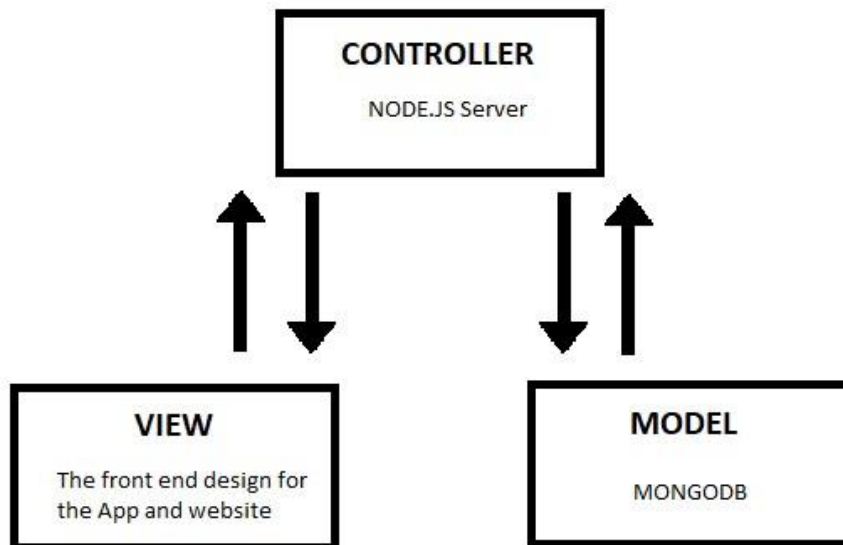 CONTROLLER
NODE.JS Server
VIEW
The front end design for
the App and website
MODEL
MONGODB